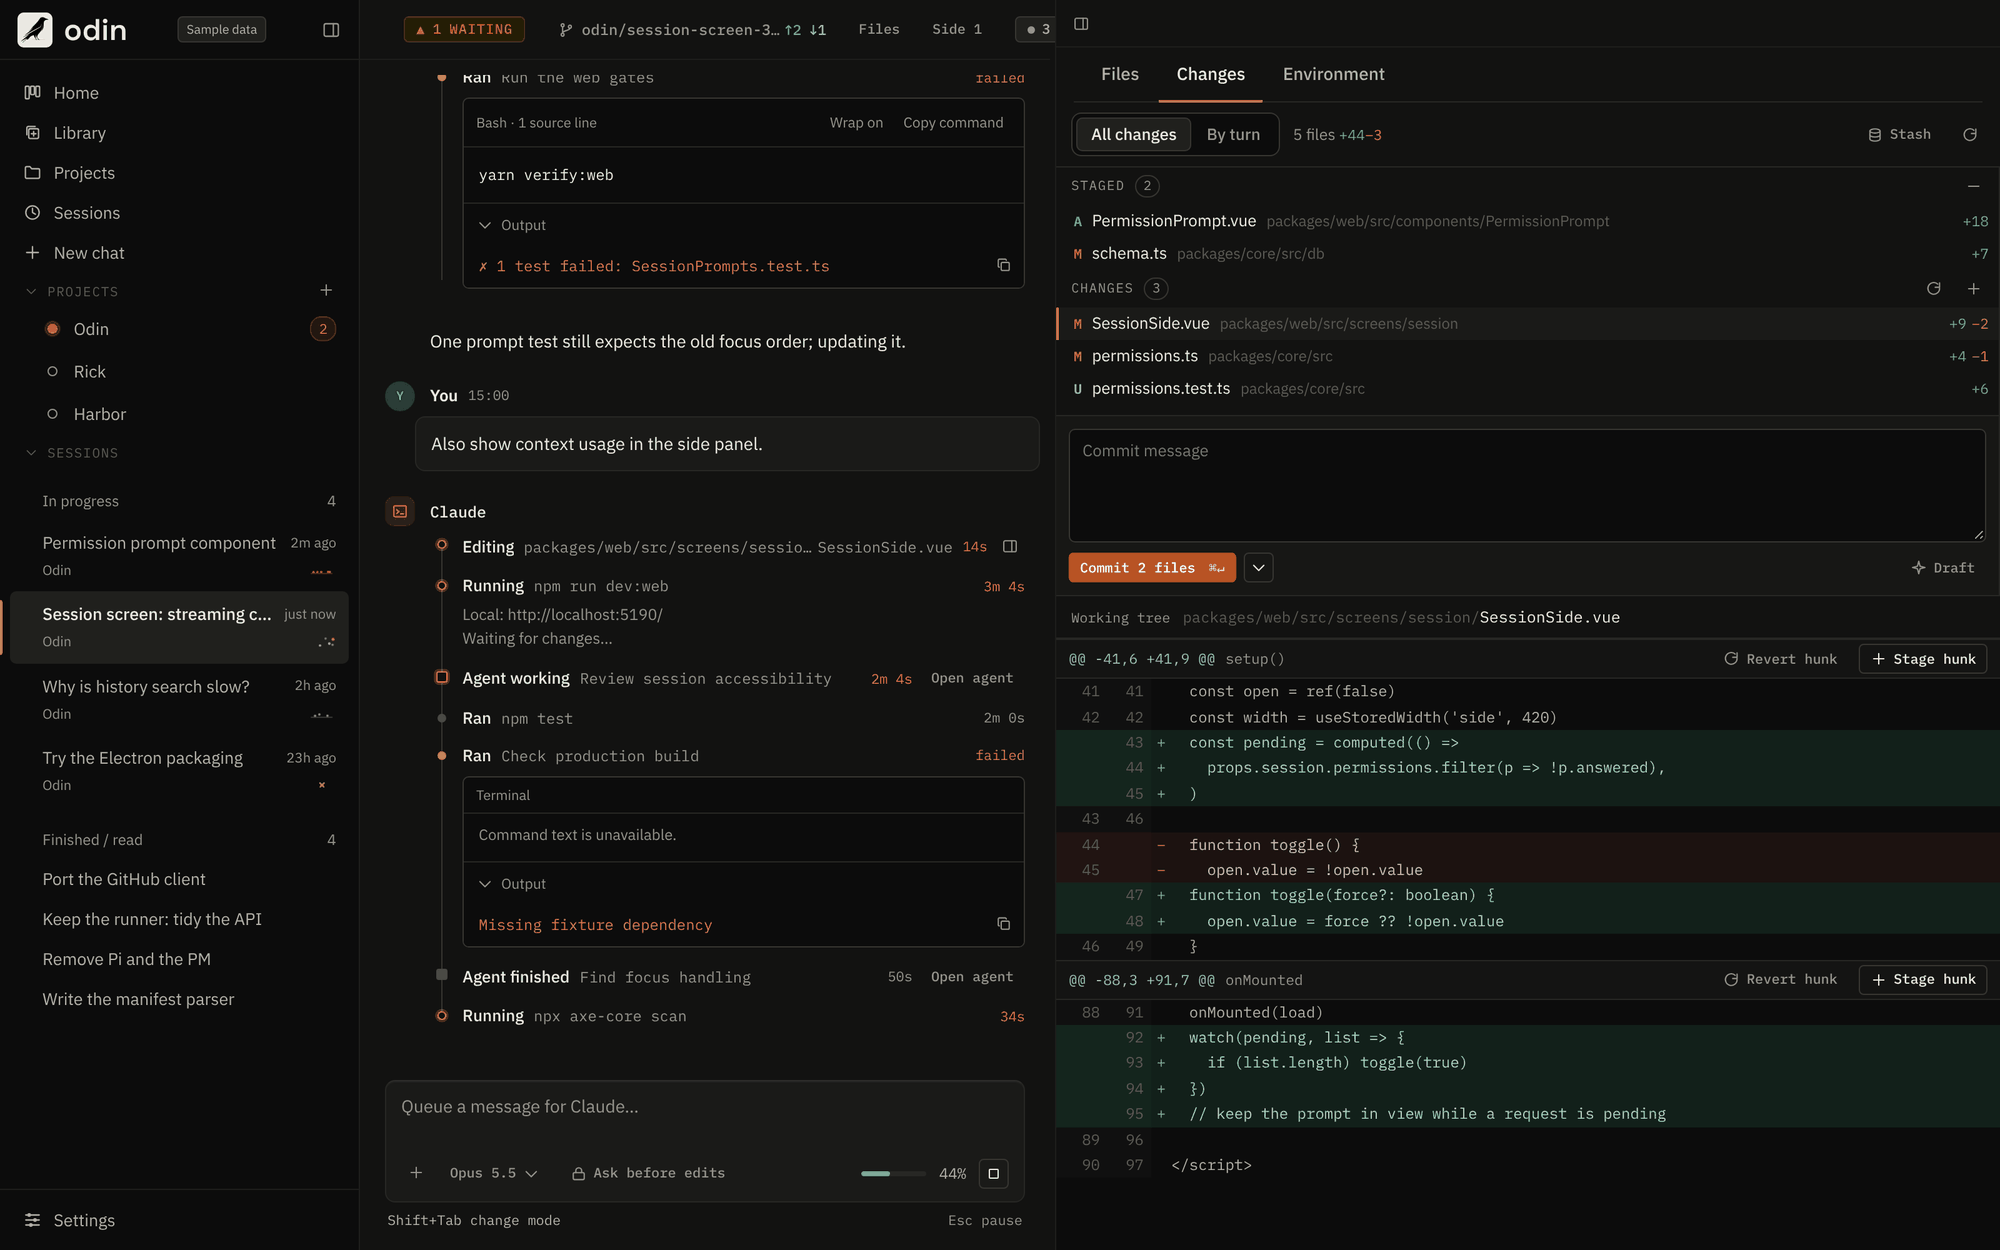 odin
Sample data
Home
Library
Projects
Sessions
New chat
PROJECTS
Odin 2
Rick
Harbor
SESSIONS
In progress 4
Permission prompt component 2m ago
Odin
Session screen: streaming c... just now
Odin
Why is history search slow? 2h ago
Odin
Try the Electron packaging 23h ago
Odin
Finished / read 4
Port the GitHub client
Keep the runner: tidy the API
Remove Pi and the PM
Write the manifest parser
Settings
▲ 1 WAITING odin/session-screen-3... ↑2 ↓1 Files Side 1 ● 3
Ran Run the web gates failed
Bash · 1 source line Wrap on Copy command
yarn verify:web
Output
✗ 1 test failed: SessionPrompts.test.ts
One prompt test still expects the old focus order; updating it.
Y You 15:00
Also show context usage in the side panel.
Claude
Editing packages/web/src/screens/sessio… SessionSide.vue 14s
Running npm run dev:web 3m 4s
Local: http://localhost:5190/
Waiting for changes...
Agent working Review session accessibility 2m 4s Open agent
Ran npm test 2m 0s
Ran Check production build failed
Terminal
Command text is unavailable.
Output
Missing fixture dependency
Agent finished Find focus handling 50s Open agent
Running npx axe-core scan 34s
Queue a message for Claude...
+ Opus 5.5 Ask before edits 44%
Shift+Tab change mode Esc pause
Files Changes Environment
All changes By turn 5 files +44−3 Stash
STAGED 2 −
A PermissionPrompt.vue packages/web/src/components/PermissionPrompt +18
M schema.ts packages/core/src/db +7
CHANGES 3 +
M SessionSide.vue packages/web/src/screens/session +9 −2
M permissions.ts packages/core/src +4 −1
U permissions.test.ts packages/core/src +6
Commit message
Commit 2 files ⌘↵ Draft
Working tree packages/web/src/screens/session/SessionSide.vue
@@ -41,6 +41,9 @@ setup() Revert hunk + Stage hunk
41 41 const open = ref(false)
42 42 const width = useStoredWidth('side', 420)
43 + const pending = computed(() =>
44 + props.session.permissions.filter(p => !p.answered),
45 + )
43 46
44 − function toggle() {
45 − open.value = !open.value
47 + function toggle(force?: boolean) {
48 + open.value = force ?? !open.value
46 49 }
@@ -88,3 +91,7 @@ onMounted Revert hunk + Stage hunk
88 91 onMounted(load)
92 + watch(pending, list => {
93 + if (list.length) toggle(true)
94 + })
95 + // keep the prompt in view while a request is pending
89 96
90 97 </script>